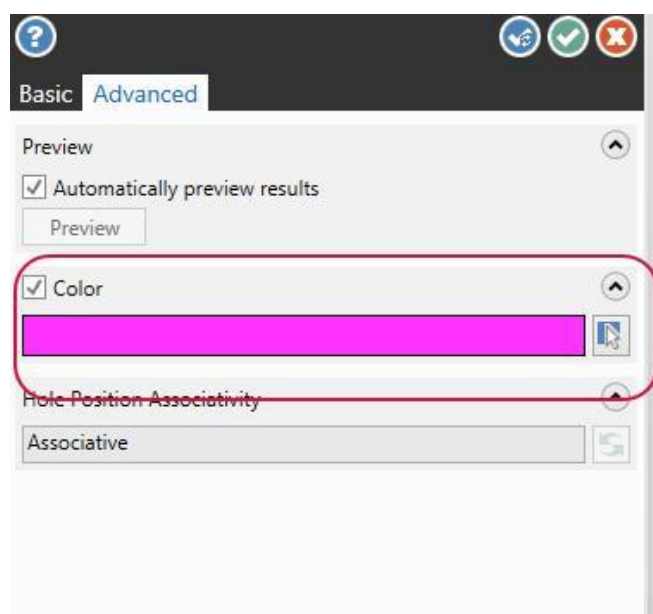 ?
Basic Advanced
Preview
Automatically preview results
Preview
Color
Hole Position Associativity
Associative